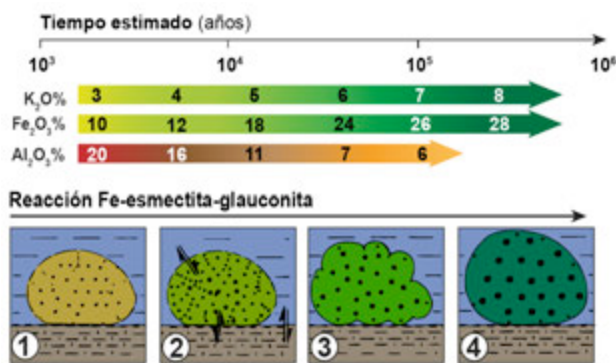 Tiempo estimado (años)
10³ 10⁴ 10⁵ 10⁶
K₂O% 3 4 5 6 7 8
Fe₂O₃% 10 12 18 24 26 28
Al₂O₃% 20 16 11 7 6
Reacción Fe-esmectita-glauconita
1 2 3 4